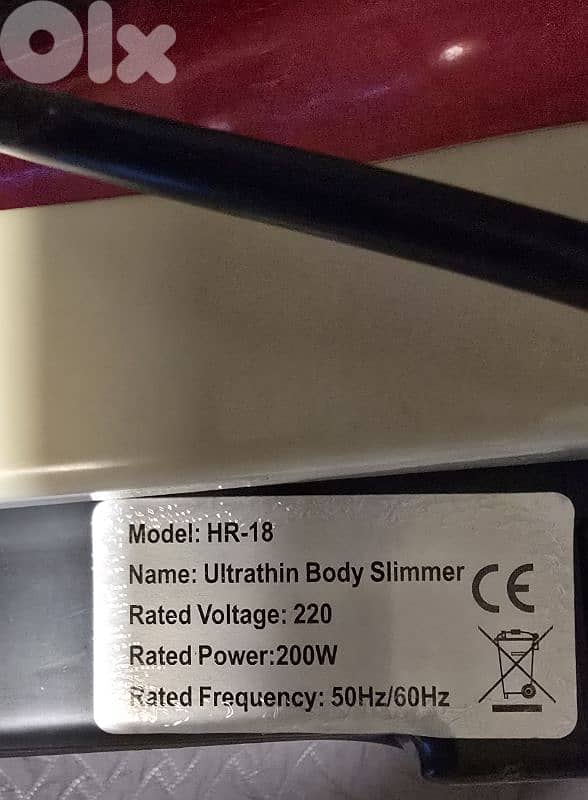 Olx
Model: HR-18
Name: Ultrathin Body Slimmer
CE
Rated Voltage: 220
Rated Power:200W
Rated Frequency: 50Hz/60Hz